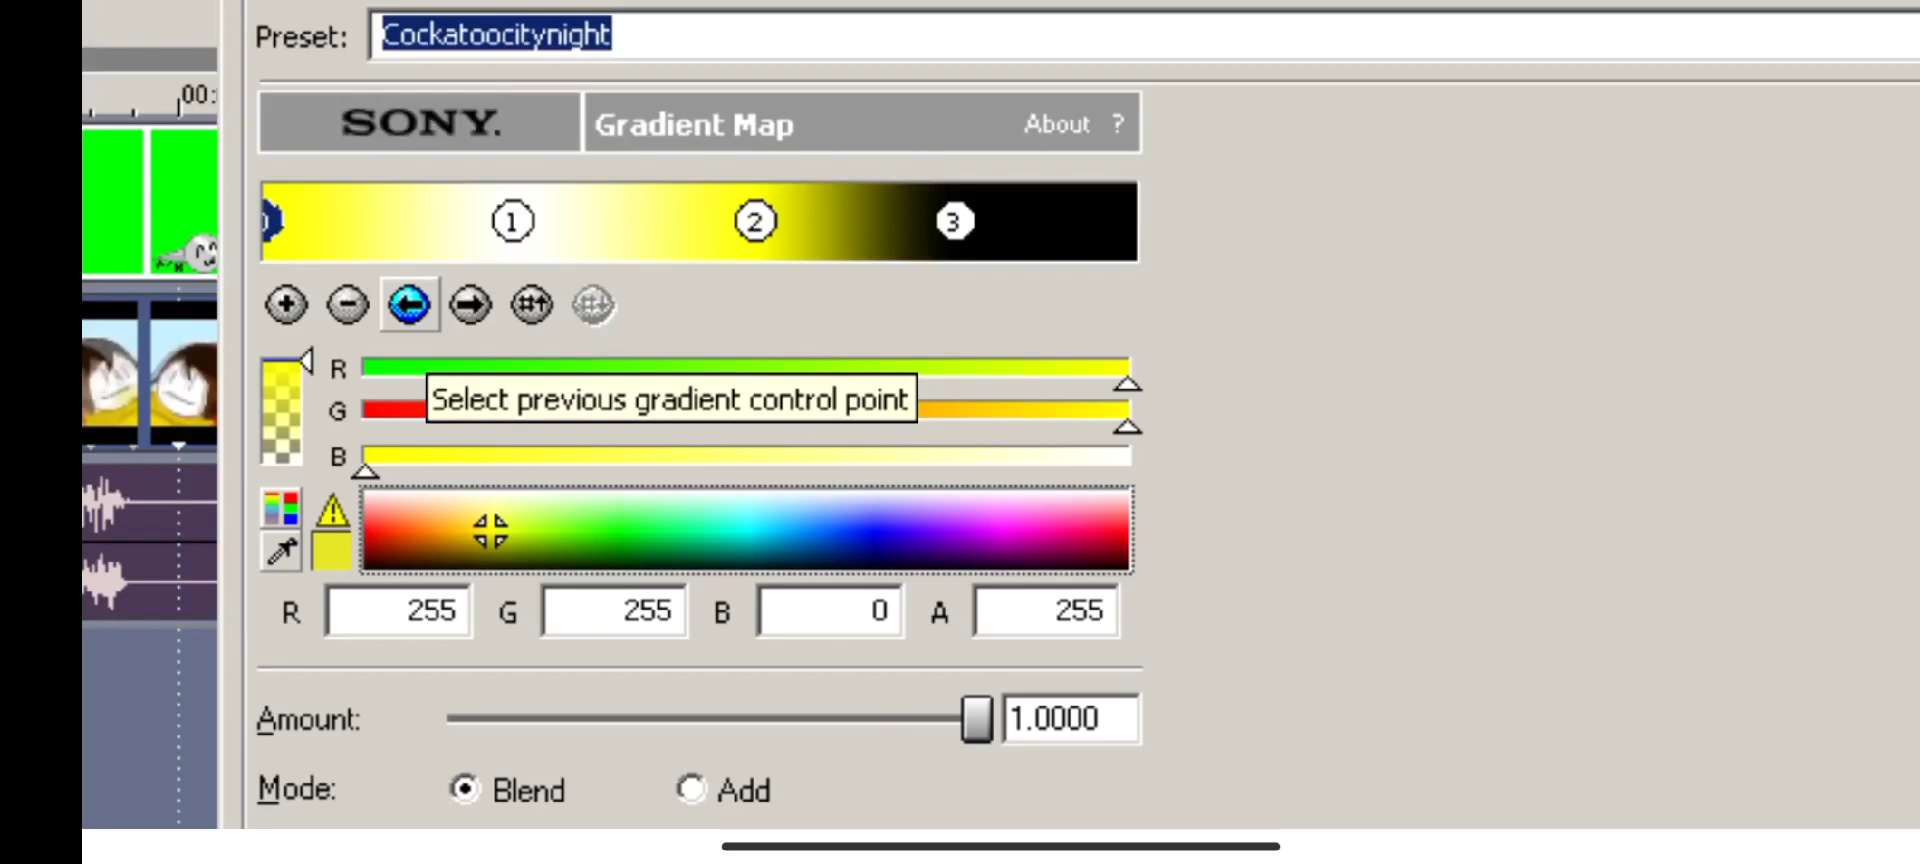 Preset: Cockatoocitynight
00:
SONY. Gradient Map About ?
1 2 3
R
Select previous gradient control point
G
B
R 255 G 255 B 0 A 255
Amount: 1.0000
Mode: Blend Add